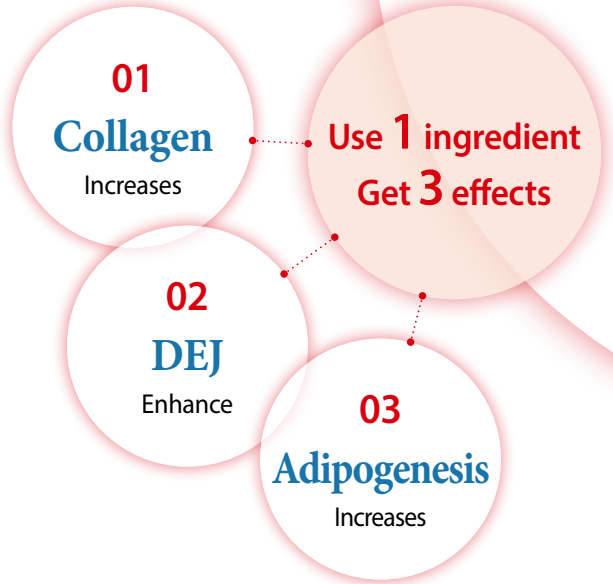 01
Collagen
Increases
Use 1 ingredient
Get 3 effects
02
DEJ
Enhance
03
Adipogenesis
Increases